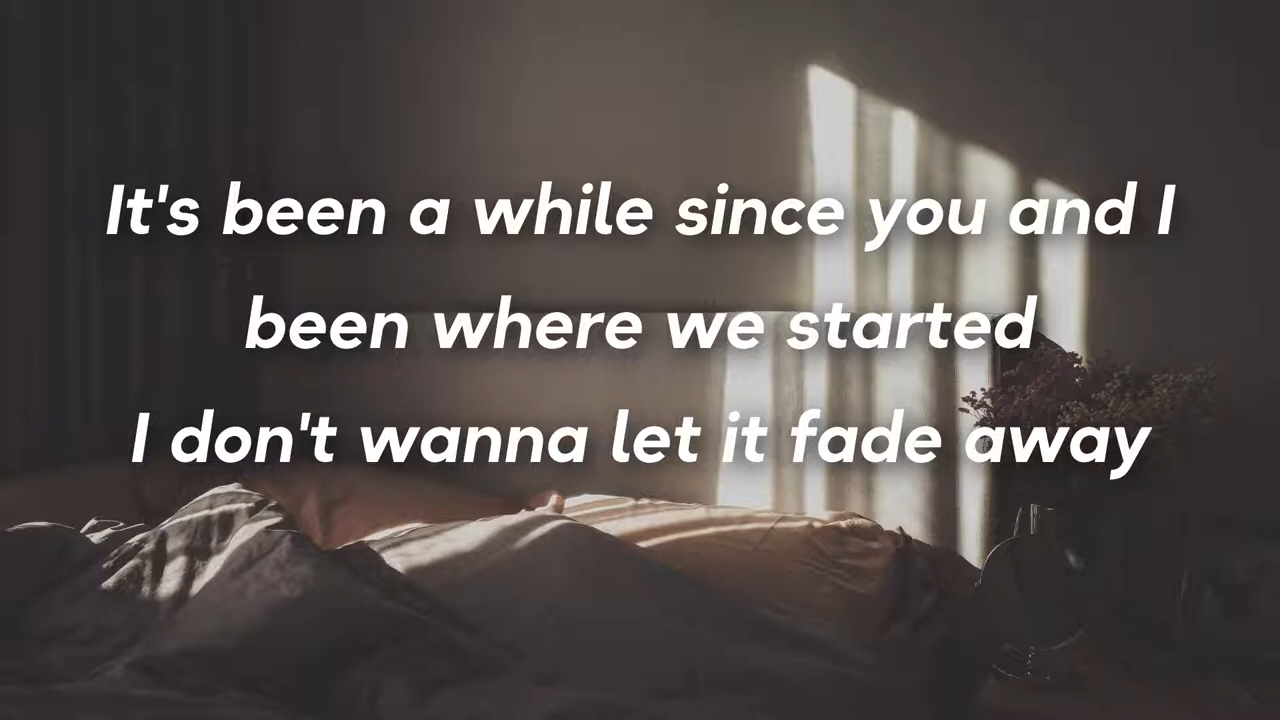 It's been a while since you and I
been where we started
I don't wanna let it fade away